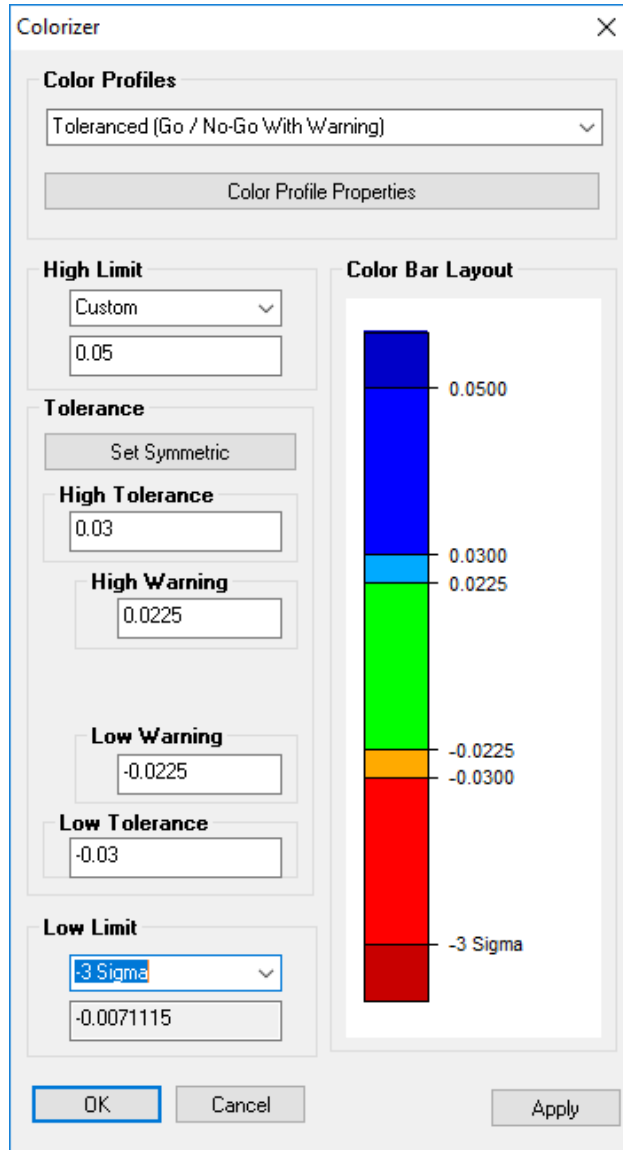 Colorizer
Color Profiles
Toleranced (Go / No-Go With Warning)
Color Profile Properties
High Limit
Custom
0.05
Tolerance
Set Symmetric
High Tolerance
0.03
High Warning
0.0225
Low Warning
-0.0225
Low Tolerance
-0.03
Low Limit
-3 Sigma
-0.0071115
Color Bar Layout
0.0500
0.0300
0.0225
-0.0225
-0.0300
-3 Sigma
OK
Cancel
Apply